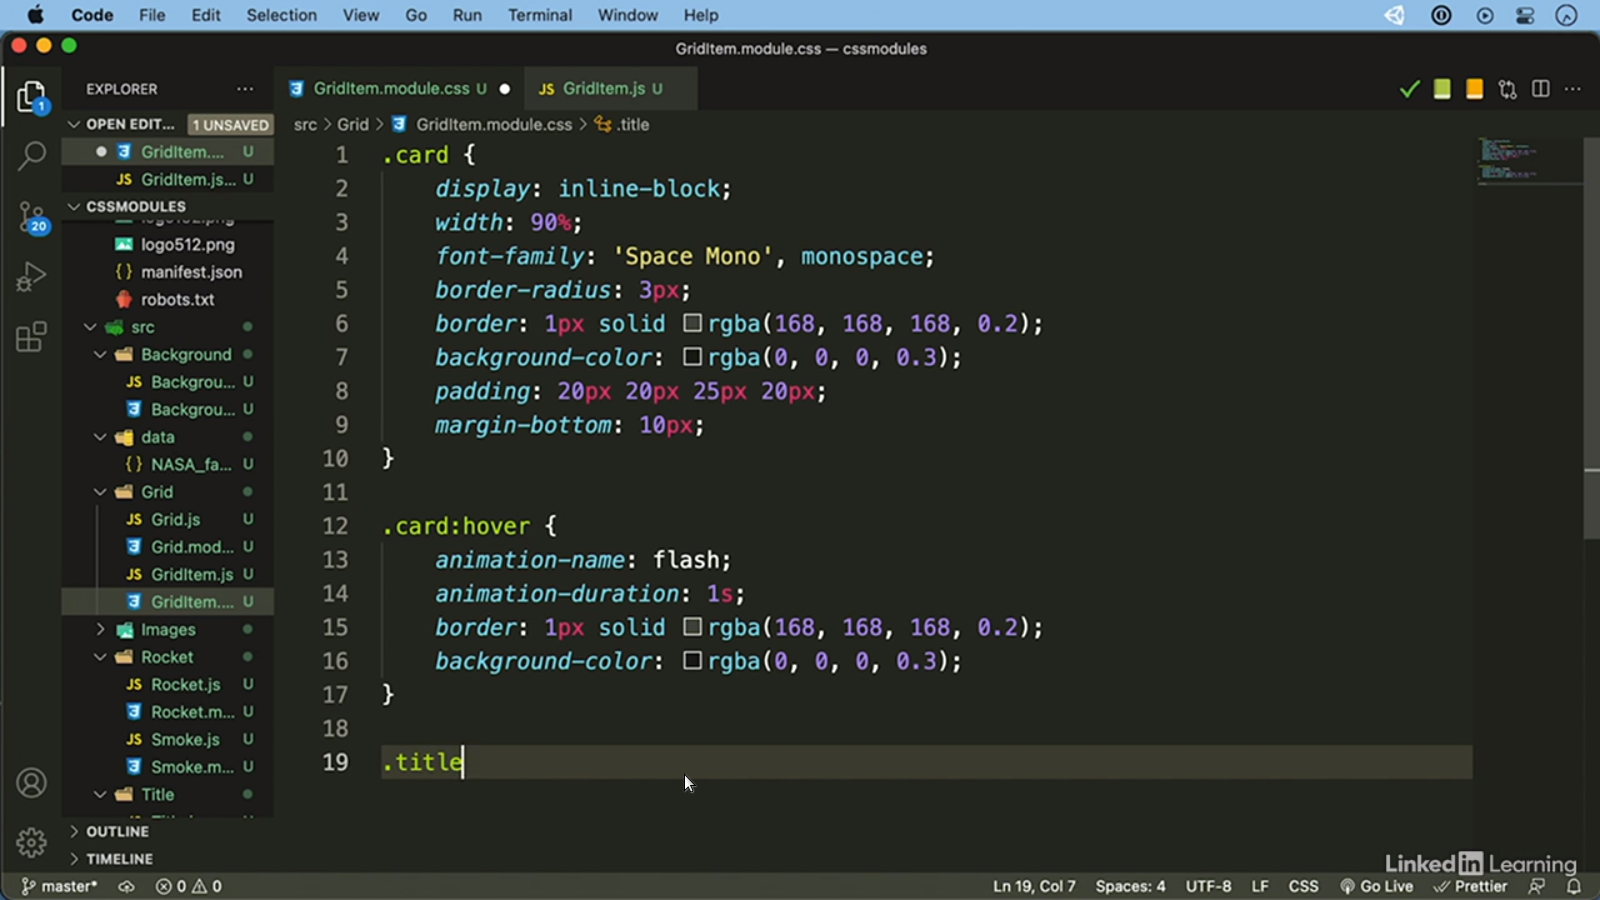 Code File Edit Selection View Go Run Terminal Window Help
GridItem.module.css — cssmodules
EXPLORER
GridItem.module.css U
JS GridItem.js U
OPEN EDIT... 1 UNSAVED
src > Grid > GridItem.module.css > .title
GridItem.... U
JS GridItem.js... U
CSSMODULES
logo512.png
{} manifest.json
robots.txt
src
Background
JS Backgrou... U
Backgrou... U
data
{} NASA_fa... U
Grid
JS Grid.js U
Grid.mod... U
JS GridItem.js U
GridItem.... U
Images
Rocket
JS Rocket.js U
Rocket.m... U
JS Smoke.js U
Smoke.m... U
Title
OUTLINE
TIMELINE
1
20
1 .card {
2 display: inline-block;
3 width: 90%;
4 font-family: 'Space Mono', monospace;
5 border-radius: 3px;
6 border: 1px solid rgba(168, 168, 168, 0.2);
7 background-color: rgba(0, 0, 0, 0.3);
8 padding: 20px 20px 25px 20px;
9 margin-bottom: 10px;
10 }
11
12 .card:hover {
13 animation-name: flash;
14 animation-duration: 1s;
15 border: 1px solid rgba(168, 168, 168, 0.2);
16 background-color: rgba(0, 0, 0, 0.3);
17 }
18
19 .title
LinkedIn Learning
master* 0 0 Ln 19, Col 7 Spaces: 4 UTF-8 LF CSS Go Live Prettier